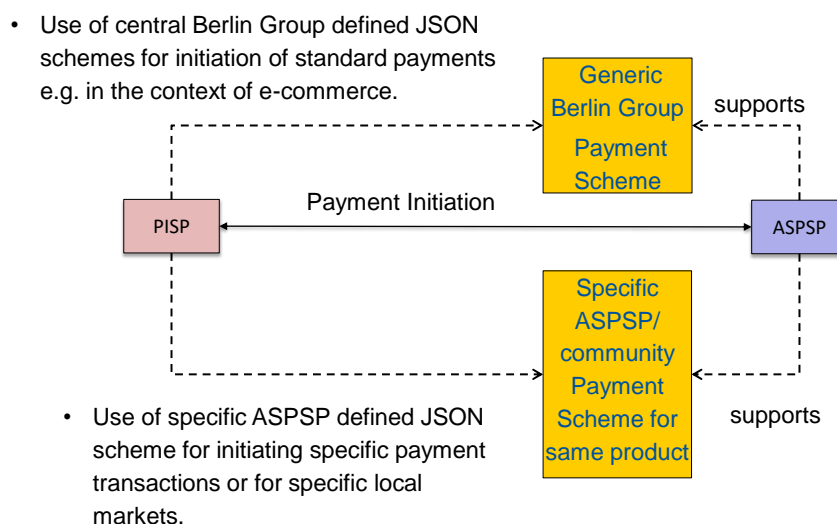 • Use of central Berlin Group defined JSON
schemes for initiation of standard payments
e.g. in the context of e-commerce.
Generic
Berlin Group
Payment
Scheme
supports
Payment Initiation
PISP
ASPSP
Specific
ASPSP/
community
Payment
Scheme for
same product
supports
• Use of specific ASPSP defined JSON
scheme for initiating specific payment
transactions or for specific local
markets.